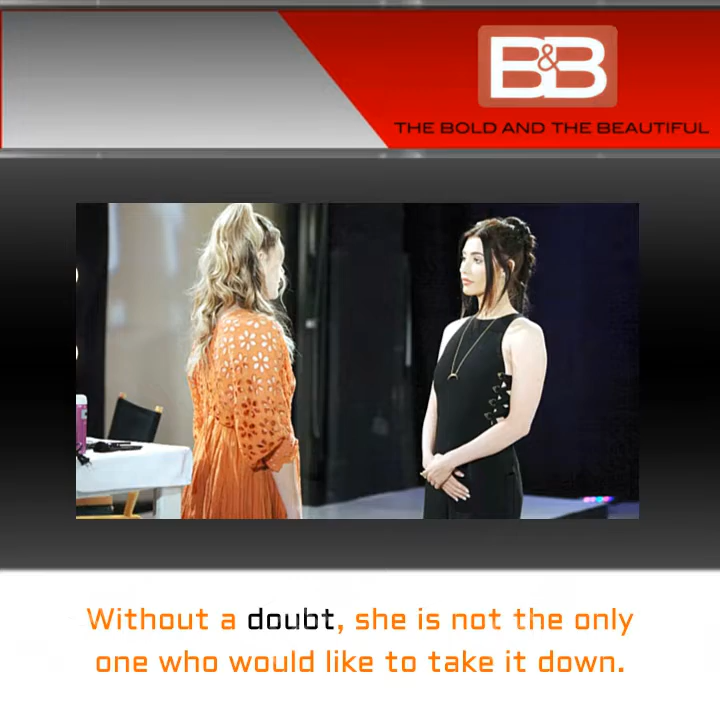 B&B
THE BOLD AND THE BEAUTIFUL
Without a doubt, she is not the only
one who would like to take it down.